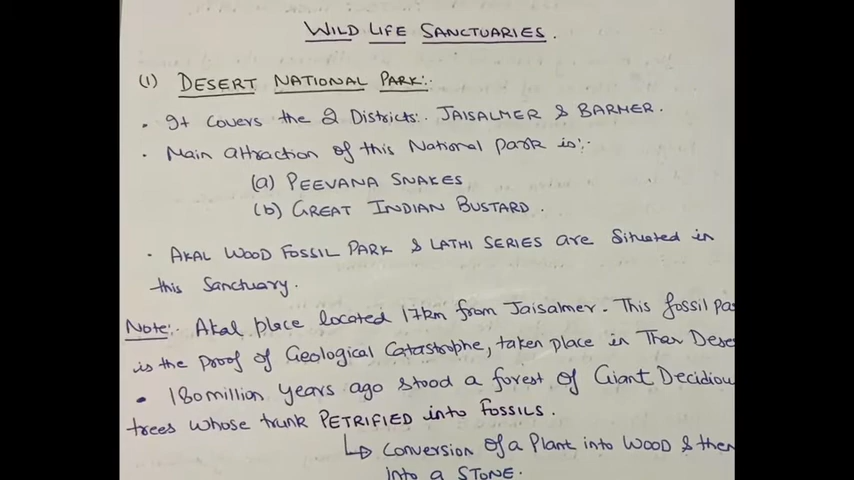 WILD LIFE SANCTUARIES.
(1) DESERT NATIONAL PARK:.
. It covers the 2 Districts: JAISALMER & BARMER.
. Main attraction of this National park is:-
(a) PEEVANA SNAKES
(b) GREAT INDIAN BUSTARD.
. AKAL WOOD FOSSIL PARK & LATHI SERIES are situated in
this Sanctuary.
Note:. Akal place located 17km from Jaisalmer. This fossil pa
is the proof of Geological Catastrophe, taken place in Thar Dese
• 180 million years ago stood a forest of Giant Decidiou
trees whose trunk PETRIFIED into FOSSILS.
↳ Conversion of a Plant into WOOD & then
into a STONE.